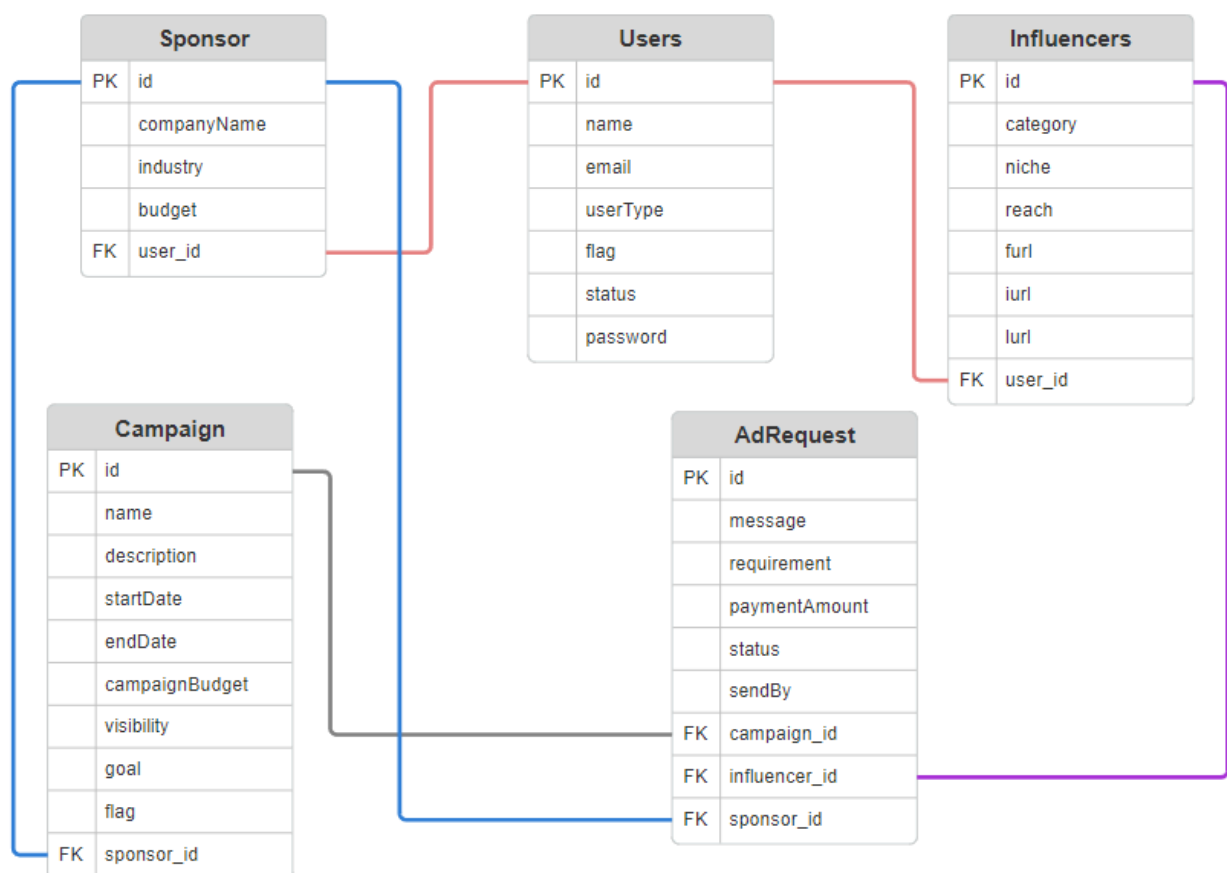 Sponsor
PK id
companyName
industry
budget
FK user_id
Users
PK id
name
email
userType
flag
status
password
Influencers
PK id
category
niche
reach
furl
iurl
lurl
FK user_id
Campaign
PK id
name
description
startDate
endDate
campaignBudget
visibility
goal
flag
FK sponsor_id
AdRequest
PK id
message
requirement
paymentAmount
status
sendBy
FK campaign_id
FK influencer_id
FK sponsor_id